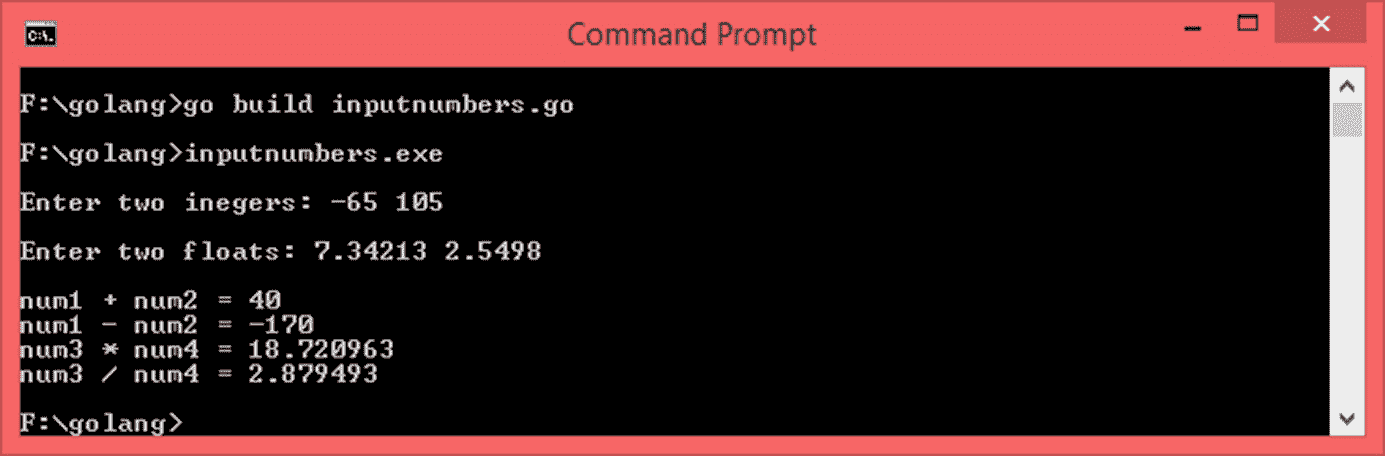 C:\.
Command Prompt
F:\golang>go build inputnumbers.go
F:\golang>inputnumbers.exe
Enter two inegers: -65 105
Enter two floats: 7.34213 2.5498
num1 + num2 = 40
num1 - num2 = -170
num3 * num4 = 18.720963
num3 / num4 = 2.879493
F:\golang>